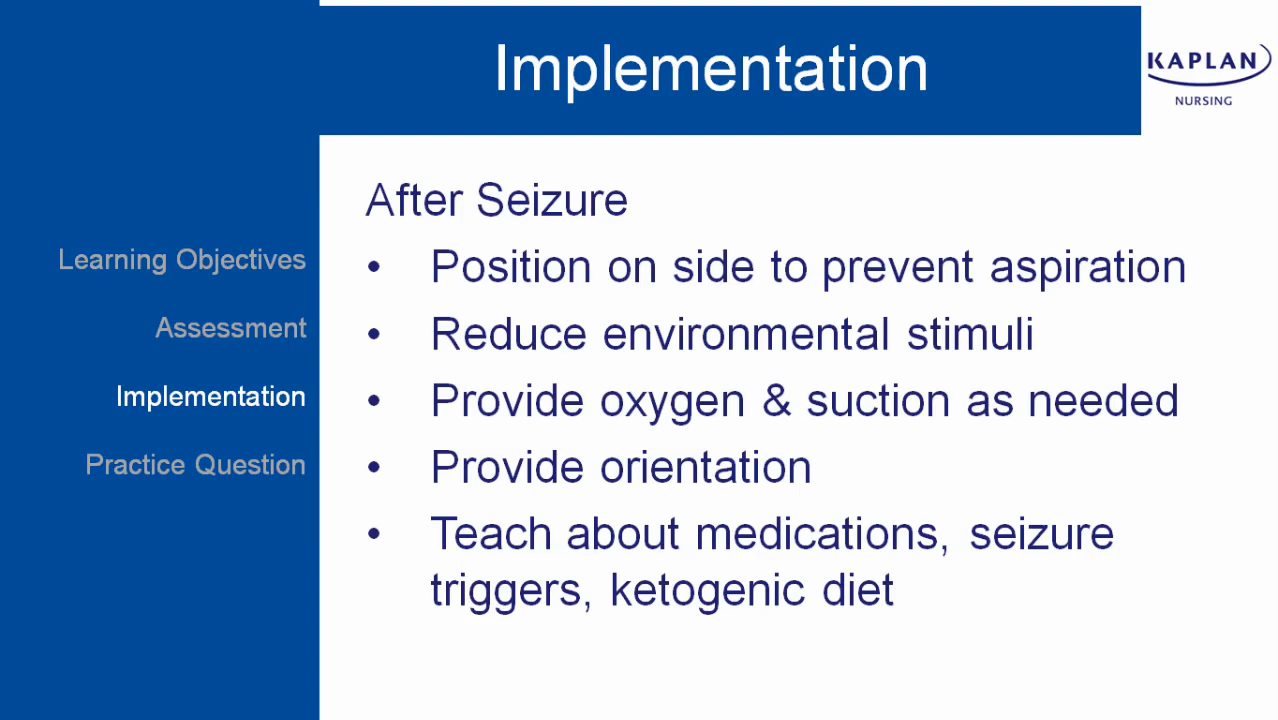 Implementation
KAPLAN
NURSING
After Seizure
Learning Objectives
Assessment
Implementation
Practice Question
• Position on side to prevent aspiration
• Reduce environmental stimuli
• Provide oxygen & suction as needed
• Provide orientation
• Teach about medications, seizure
triggers, ketogenic diet